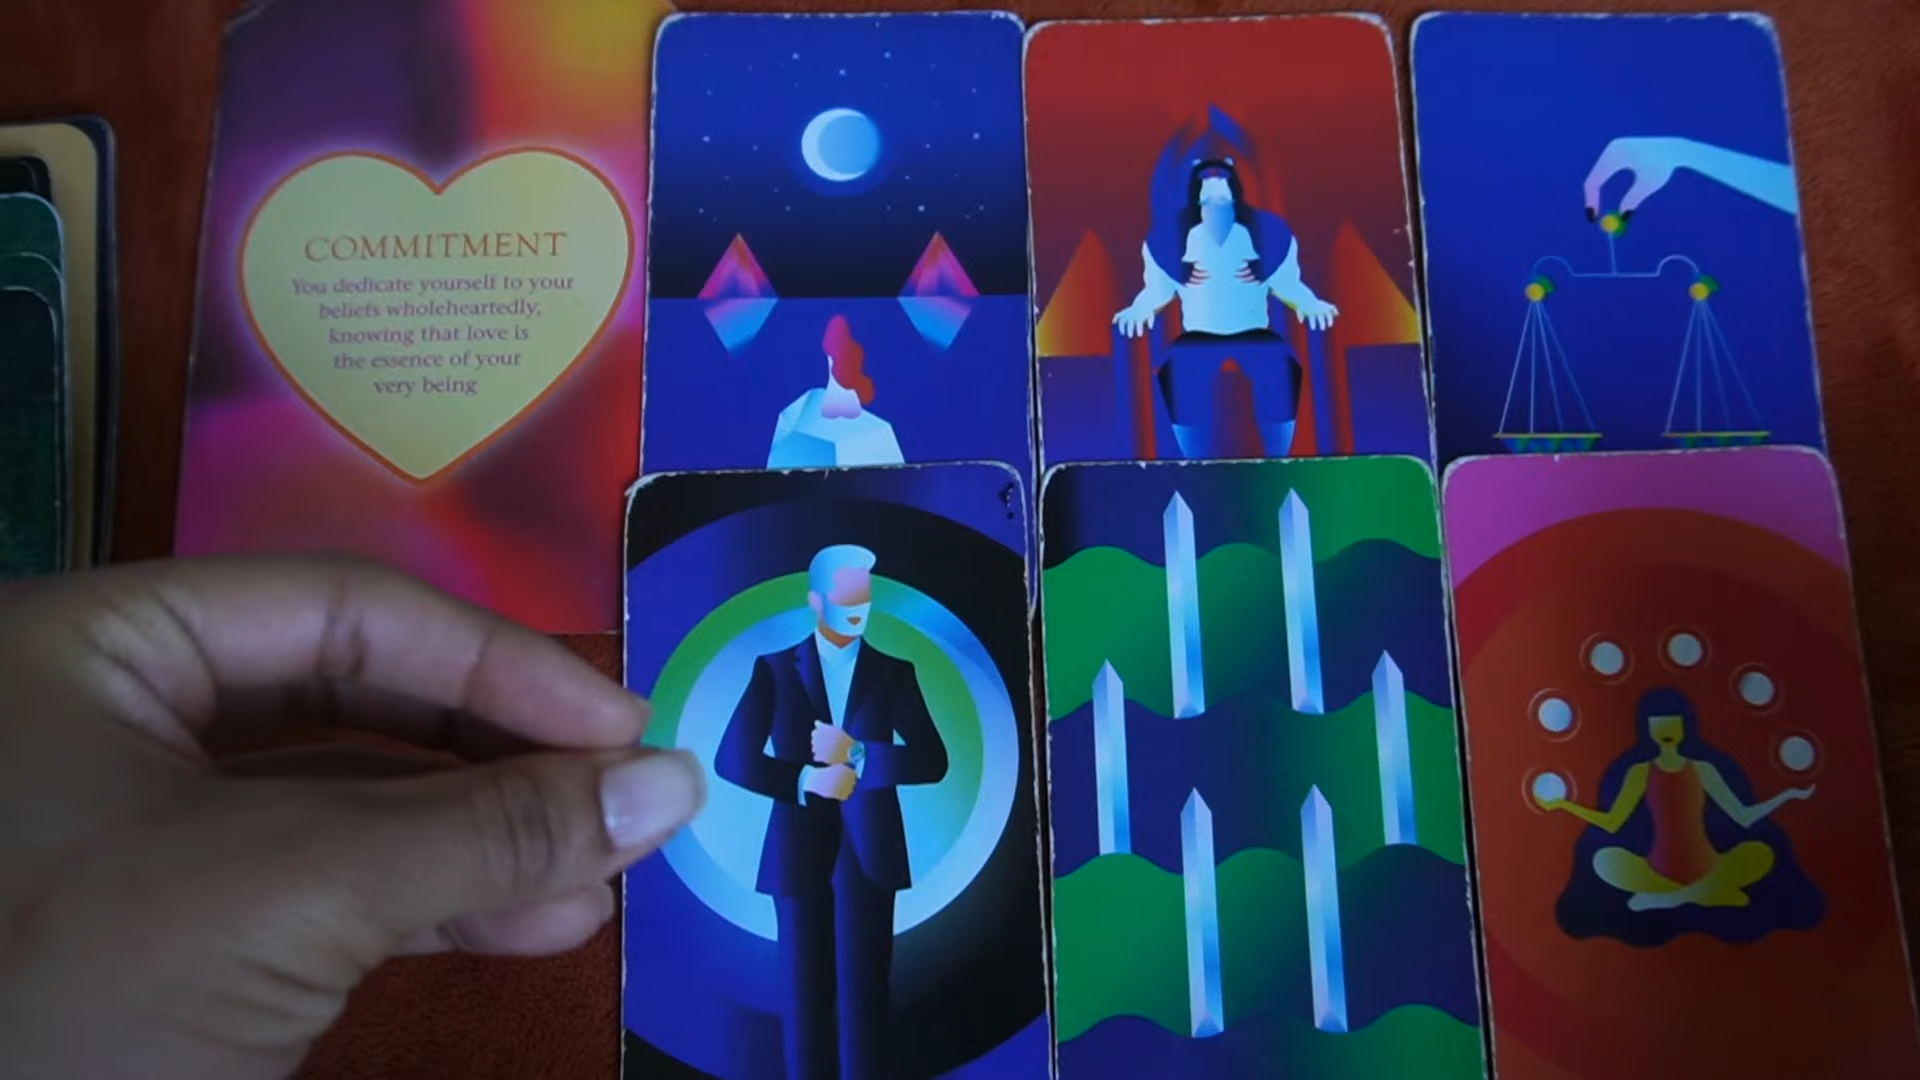 COMMITMENT
You dedicate yourself to your
beliefs wholeheartedly,
knowing that love is
the essence of your
very being